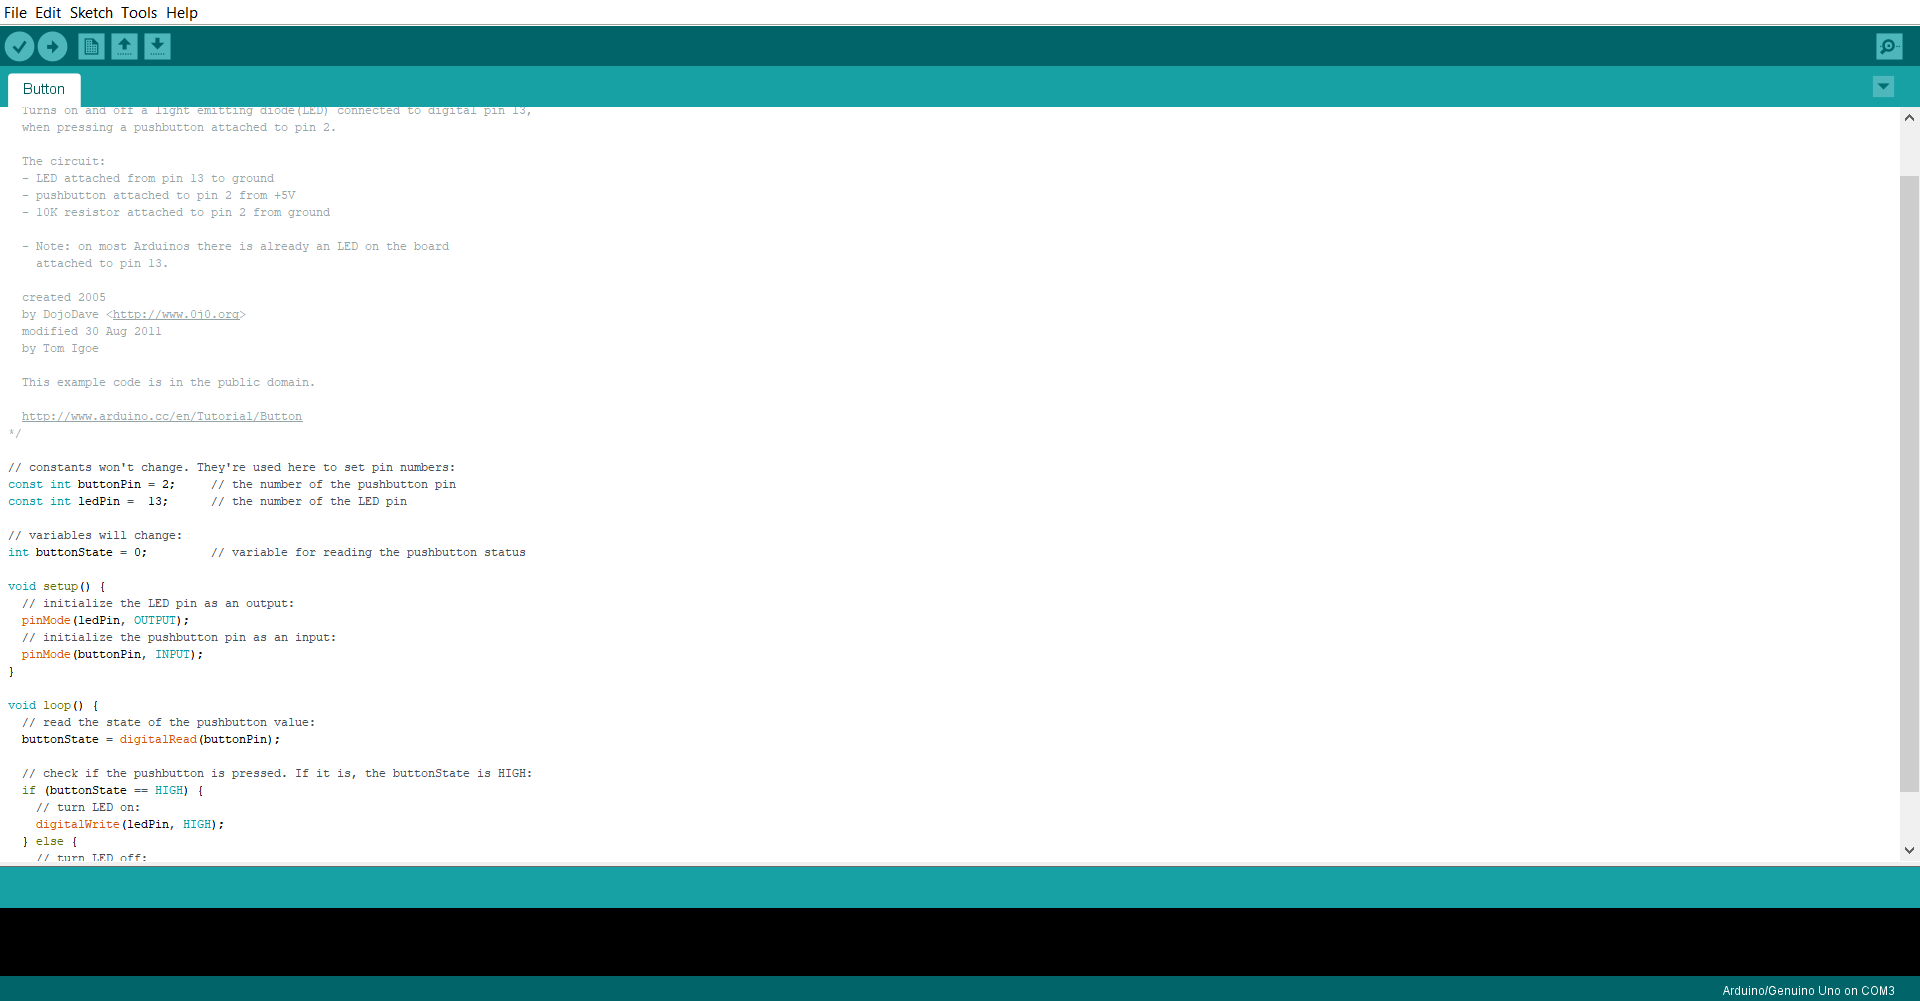 File Edit Sketch Tools Help
Button
Turns on and off a light emitting diode(LED) connected to digital pin 13,
when pressing a pushbutton attached to pin 2.
The circuit:
- LED attached from pin 13 to ground
- pushbutton attached to pin 2 from +5V
- 10K resistor attached to pin 2 from ground
- Note: on most Arduinos there is already an LED on the board
attached to pin 13.
created 2005
by DojoDave <http://www.0j0.org>
modified 30 Aug 2011
by Tom Igoe
This example code is in the public domain.
http://www.arduino.cc/en/Tutorial/Button
*/
// constants won't change. They're used here to set pin numbers:
const int buttonPin = 2;     // the number of the pushbutton pin
const int ledPin =  13;      // the number of the LED pin
// variables will change:
int buttonState = 0;         // variable for reading the pushbutton status
void setup() {
// initialize the LED pin as an output:
pinMode(ledPin, OUTPUT);
// initialize the pushbutton pin as an input:
pinMode(buttonPin, INPUT);
}
void loop() {
// read the state of the pushbutton value:
buttonState = digitalRead(buttonPin);
// check if the pushbutton is pressed. If it is, the buttonState is HIGH:
if (buttonState == HIGH) {
// turn LED on:
digitalWrite(ledPin, HIGH);
} else {
// turn LED off:
Arduino/Genuino Uno on COM3